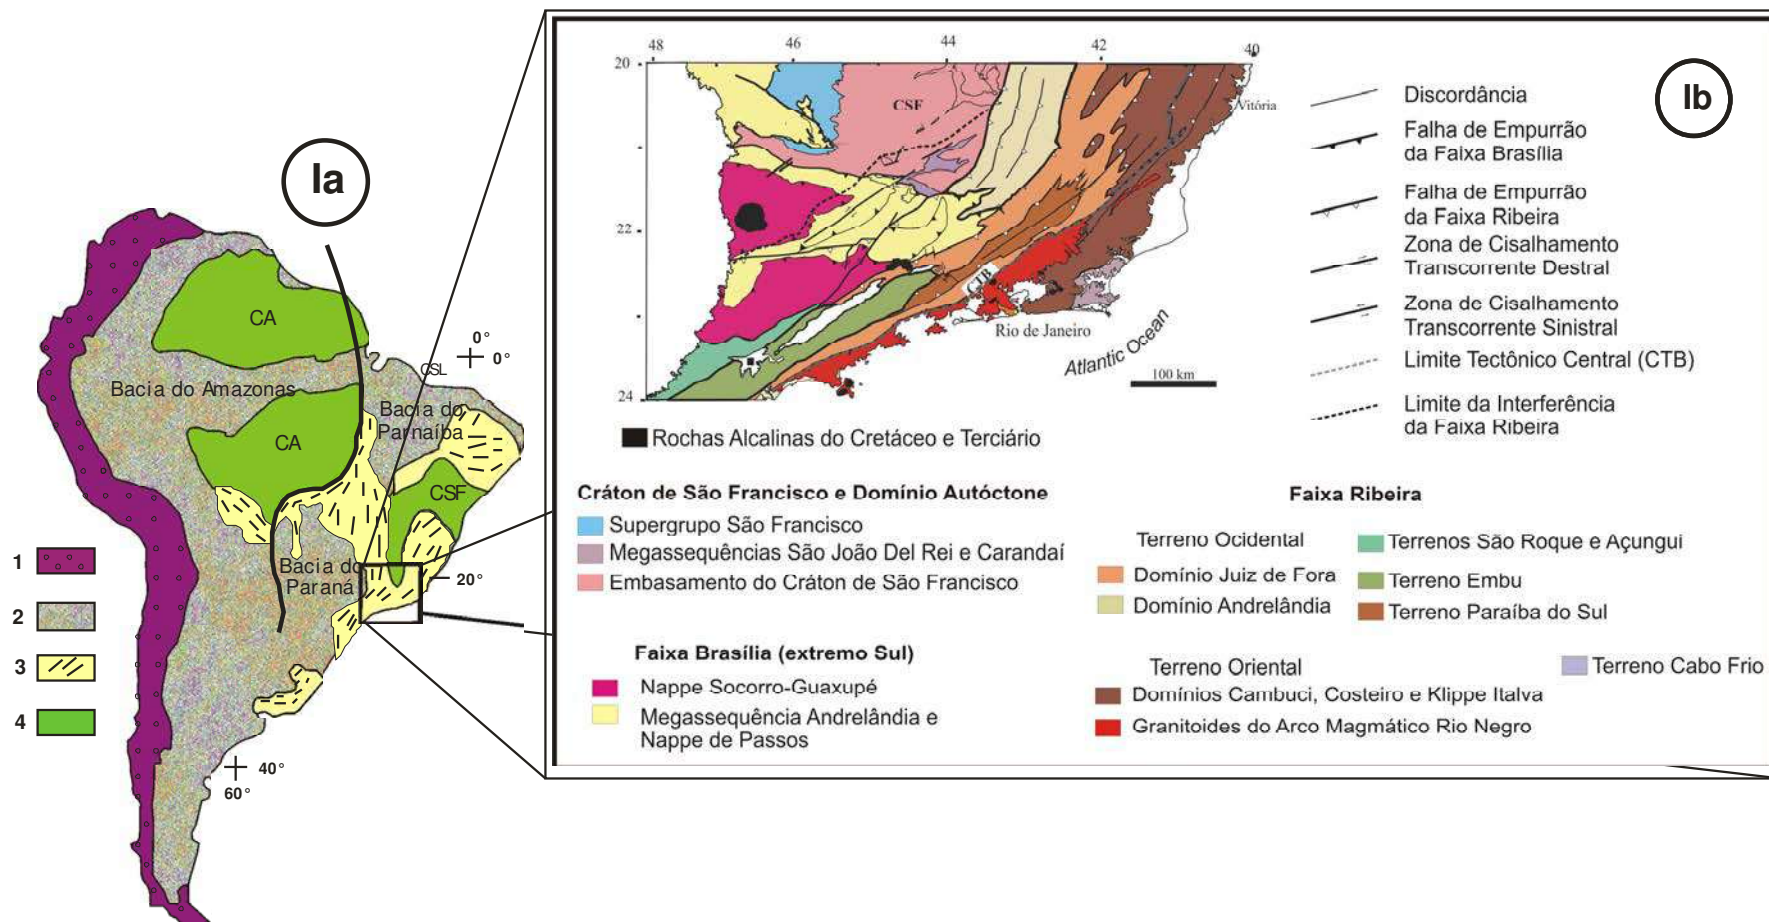 Ia
CA
0°
0°
CSL
Bacia do Amazonas
Bacia do
Parnaíba
CA
CSF
Bacia do
Paraná
20°
40°
60°
1
2
3
4
Ib
48
46
44
42
40
20
22
24
CSF
Vitória
CTB
Rio de Janeiro
Atlantic Ocean
100 km
Discordância
Falha de Empurrão
da Faixa Brasília
Falha de Empurrão
da Faixa Ribeira
Zona de Cisalhamento
Transcorrente Destral
Zona de Cisalhamento
Transcorrente Sinistral
Limite Tectônico Central (CTB)
Limite da Interferência
da Faixa Ribeira
Rochas Alcalinas do Cretáceo e Terciário
Cráton de São Francisco e Domínio Autóctone
Supergrupo São Francisco
Megassequências São João Del Rei e Carandaí
Embasamento do Cráton de São Francisco
Faixa Brasília (extremo Sul)
Nappe Socorro-Guaxupé
Megassequência Andrelândia e
Nappe de Passos
Faixa Ribeira
Terreno Ocidental
Domínio Juiz de Fora
Domínio Andrelândia
Terrenos São Roque e Açungui
Terreno Embu
Terreno Paraíba do Sul
Terreno Oriental
Domínios Cambuci, Costeiro e Klippe Italva
Granitoides do Arco Magmático Rio Negro
Terreno Cabo Frio